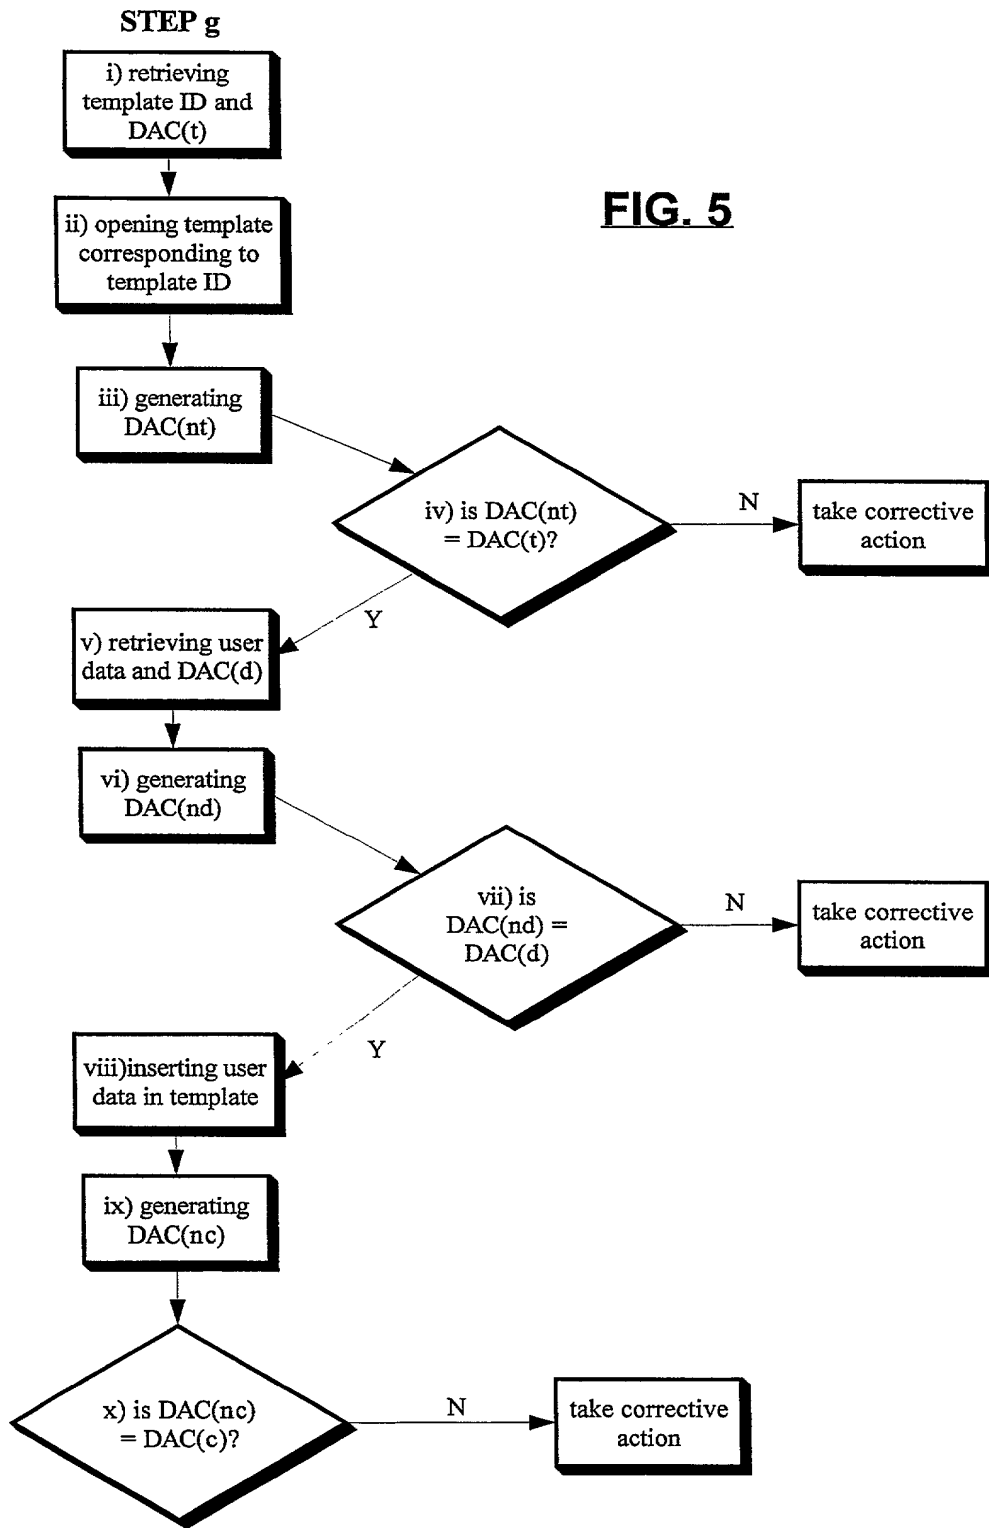 STEP g
i) retrieving
template ID and
DAC(t)
FIG. 5
ii) opening template
corresponding to
template ID
iii) generating
DAC(nt)
iv) is DAC(nt)
= DAC(t)?
N
take corrective
action
Y
v) retrieving user
data and DAC(d)
vi) generating
DAC(nd)
vii) is
DAC(nd) =
DAC(d)
N
take corrective
action
Y
viii)inserting user
data in template
ix) generating
DAC(nc)
x) is DAC(nc)
= DAC(c)?
N
take corrective
action